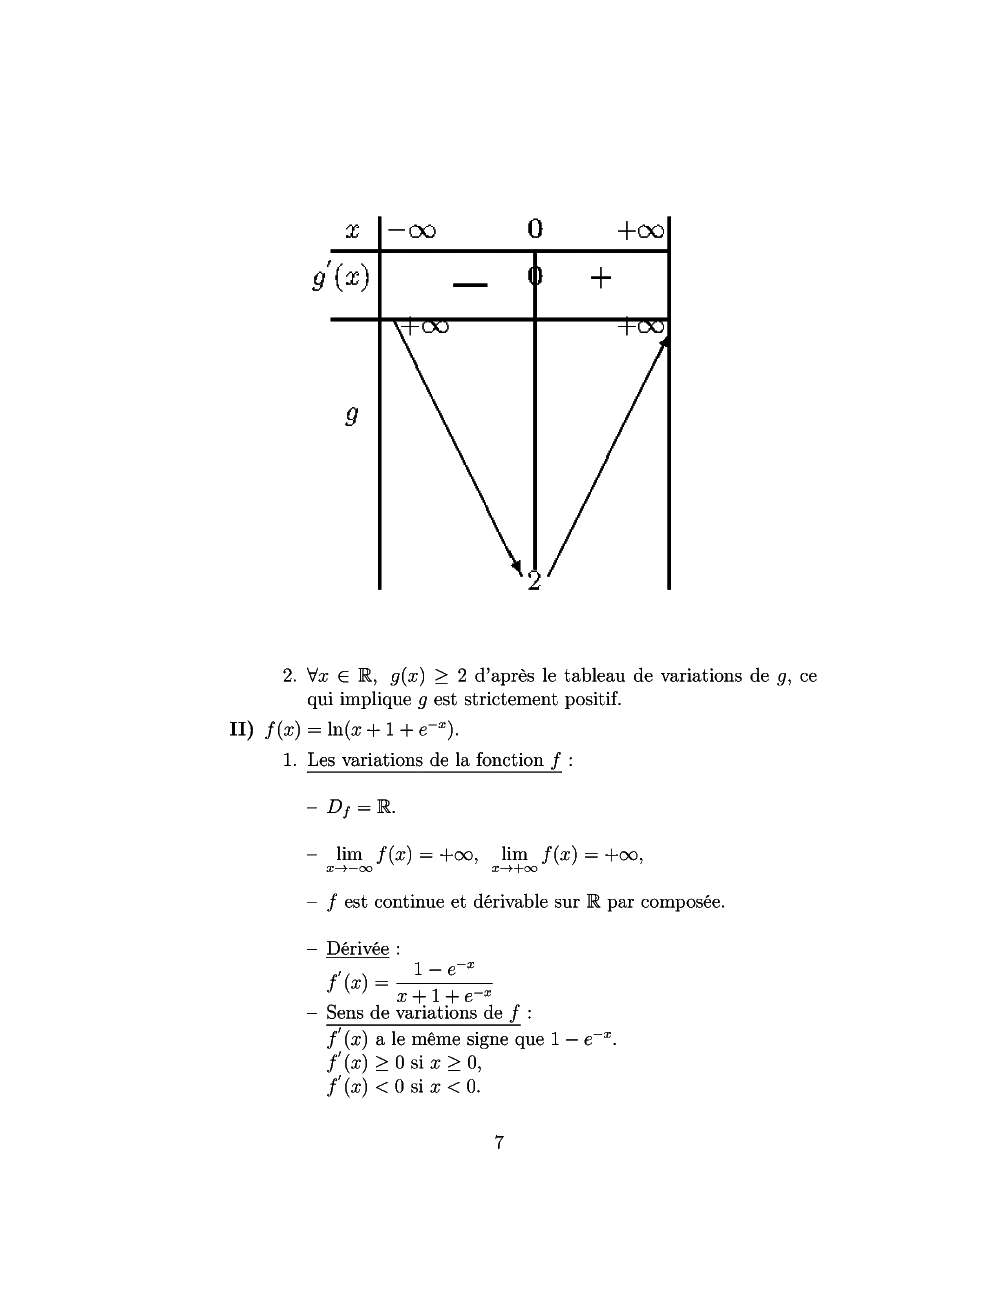 x −∞ 0 +∞
g′(x) − 0 +
+∞ +∞
g
2
2. ∀x ∈ ℝ, g(x) ≥ 2 d'après le tableau de variations de g, ce
qui implique g est strictement positif.
II) f(x) = ln(x + 1 + e^{−x}).
1. Les variations de la fonction f :
– D_f = ℝ.
– lim_{x→−∞} f(x) = +∞, lim_{x→+∞} f(x) = +∞,
– f est continue et dérivable sur ℝ par composée.
– Dérivée :
f′(x) = \frac{1 − e^{−x}}{x + 1 + e^{−x}}
– Sens de variations de f :
f′(x) a le même signe que 1 − e^{−x}.
f′(x) ≥ 0 si x ≥ 0,
f′(x) < 0 si x < 0.
7